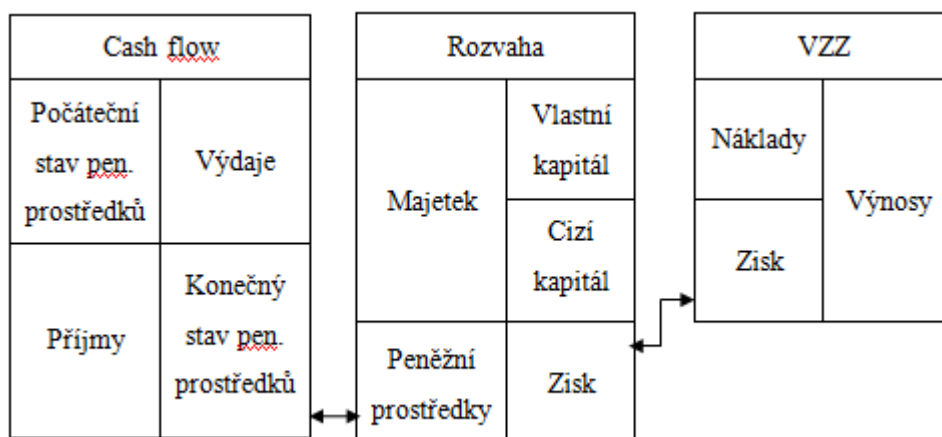 Cash flow
Počáteční
stav pen.
prostředků
Výdaje
Příjmy
Konečný
stav pen.
prostředků
Rozvaha
Majetek
Vlastní
kapitál
Cizí
kapitál
Peněžní
prostředky
Zisk
VZZ
Náklady
Zisk
Výnosy